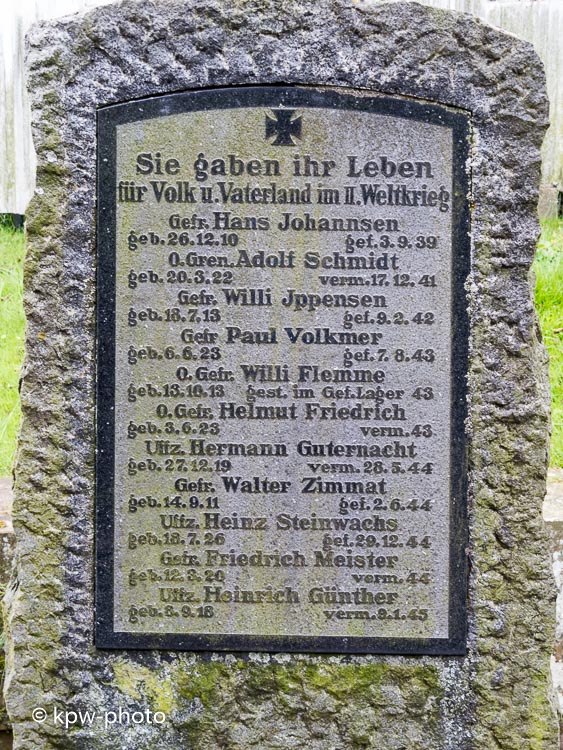 Sie gaben ihr Leben
für Volk u. Vaterland im II. Weltkrieg
Gefr. Hans Johannsen
geb. 26.12.10 gef. 3.9.39
O. Gren. Adolf Schmidt
geb. 20.3.22 verm. 17.12.41
Gefr. Willi Jppensen
geb. 18.7.13 gef. 9.2.42
Gefr Paul Volkmer
geb. 6.6.23 gef. 7.8.43
O. Gefr. Willi Flemme
geb. 13.10.13 gest. im Gef. Lager 43
O. Gefr. Helmut Friedrich
geb. 3.6.23 verm. 43
Uffz. Hermann Guternacht
geb. 27.12.19 verm. 28.5.44
Gefr. Walter Zimmat
geb. 14.9.11 gef. 2.6.44
Uffz. Heinz Steinwachs
geb. 18.7.26 gef. 29.12.44
Gefr. Friedrich Meister
geb. 12.3.20 verm. 44
Uffz. Heinrich Günther
geb. 8.9.18 verm. 8.1.45
© kpw-photo